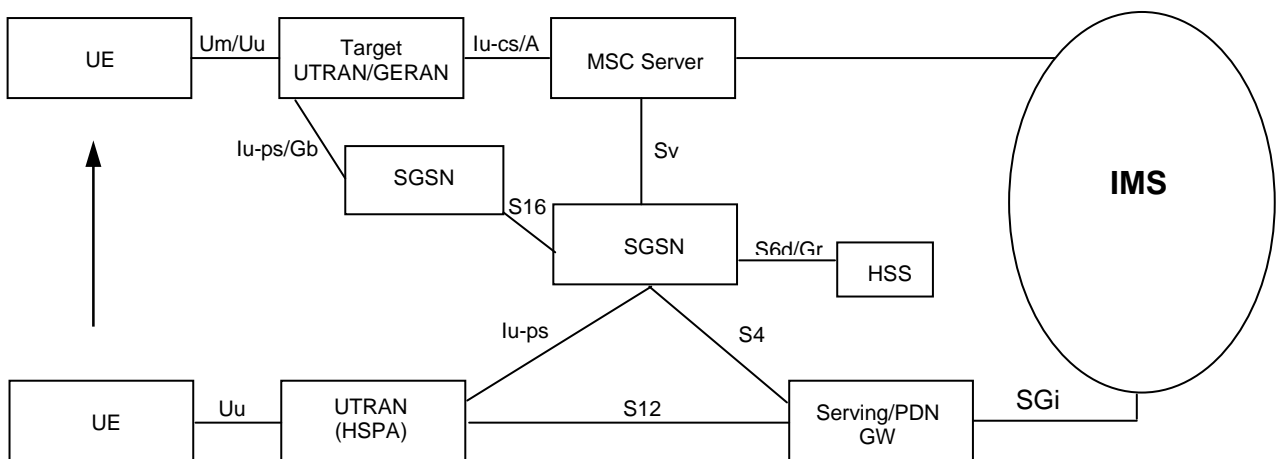 UE
Um/Uu
Target
UTRAN/GERAN
Iu-cs/A
MSC Server
Iu-ps/Gb
SGSN
Sv
IMS
S16
SGSN
S6d/Gr
HSS
Iu-ps
S4
UE
Uu
UTRAN
(HSPA)
S12
Serving/PDN
GW
SGi